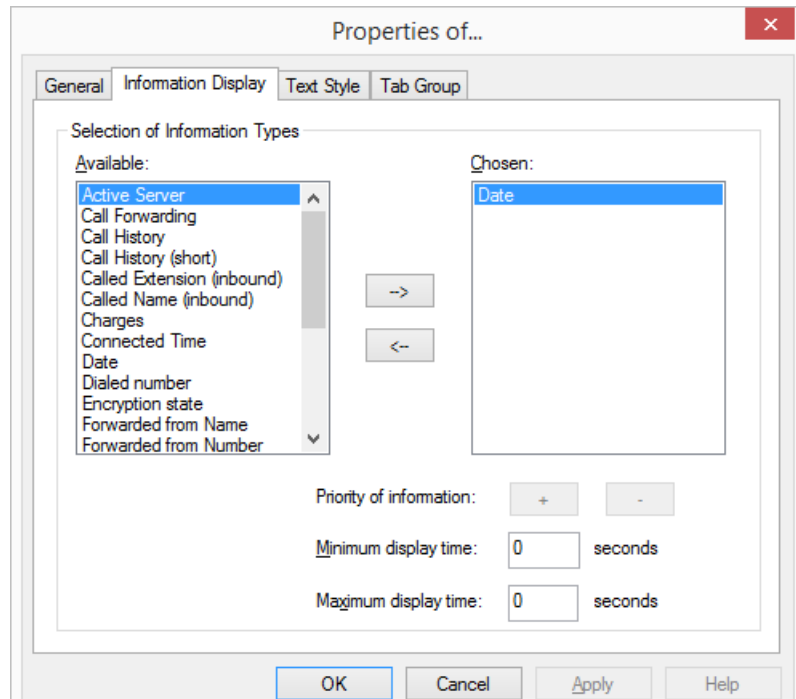 Properties of...
General Information Display Text Style Tab Group
Selection of Information Types
Available:
Active Server
Call Forwarding
Call History
Call History (short)
Called Extension (inbound)
Called Name (inbound)
Charges
Connected Time
Date
Dialed number
Encryption state
Forwarded from Name
Forwarded from Number
-->
<--
Chosen:
Date
Priority of information: + -
Minimum display time: 0 seconds
Maximum display time: 0 seconds
OK Cancel Apply Help